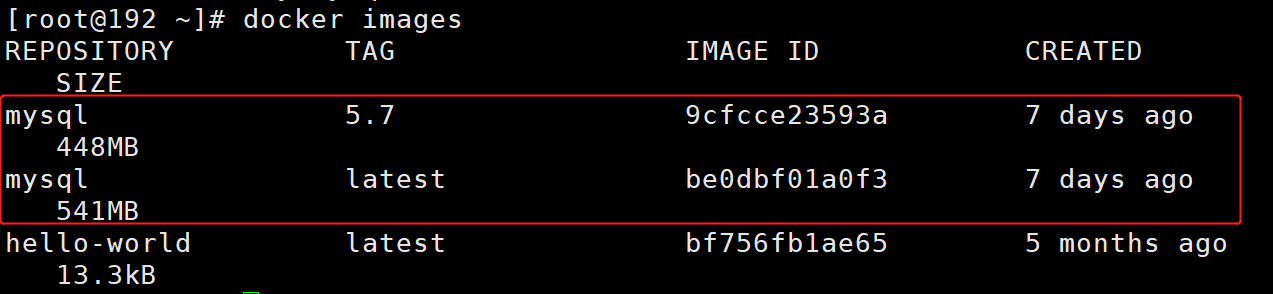 [root@192 ~]# docker images
REPOSITORY TAG IMAGE ID CREATED
SIZE
mysql 5.7 9cfcce23593a 7 days ago
448MB
mysql latest be0dbf01a0f3 7 days ago
541MB
hello-world latest bf756fb1ae65 5 months ago
13.3kB